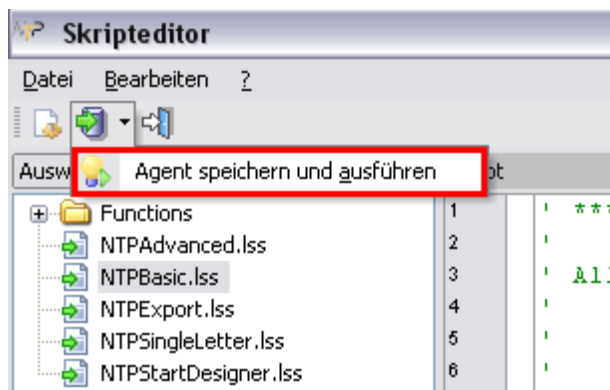 Skripteditor
Datei Bearbeiten ?
Agent speichern und ausführen
Functions
1 ' ***
NTPAdvanced.lss
2 '
NTPBasic.lss
3 '
NTPExport.lss
4 '
NTPSingleLetter.lss
5 '
NTPStartDesigner.lss
6 '